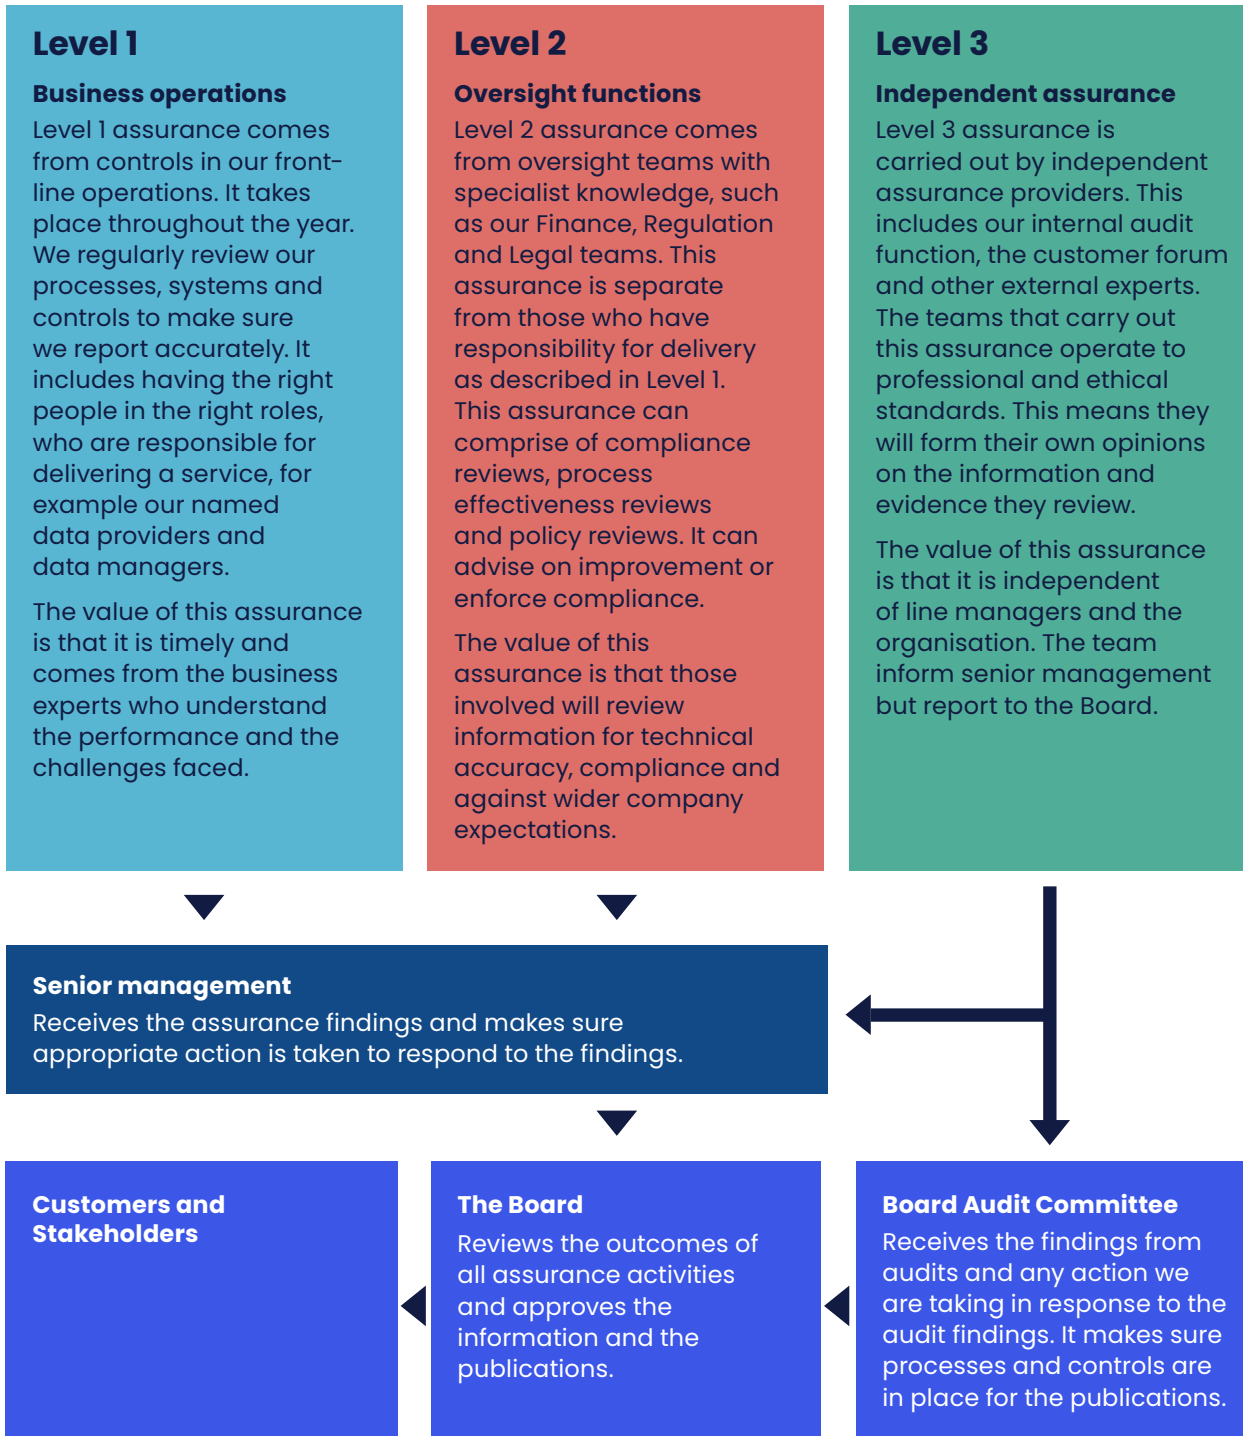 Level 1
Business operations
Level 1 assurance comes
from controls in our front-
line operations. It takes
place throughout the year.
We regularly review our
processes, systems and
controls to make sure
we report accurately. It
includes having the right
people in the right roles,
who are responsible for
delivering a service, for
example our named
data providers and
data managers.
The value of this assurance
is that it is timely and
comes from the business
experts who understand
the performance and the
challenges faced.
Level 2
Oversight functions
Level 2 assurance comes
from oversight teams with
specialist knowledge, such
as our Finance, Regulation
and Legal teams. This
assurance is separate
from those who have
responsibility for delivery
as described in Level 1.
This assurance can
comprise of compliance
reviews, process
effectiveness reviews
and policy reviews. It can
advise on improvement or
enforce compliance.
The value of this
assurance is that those
involved will review
information for technical
accuracy, compliance and
against wider company
expectations.
Level 3
Independent assurance
Level 3 assurance is
carried out by independent
assurance providers. This
includes our internal audit
function, the customer forum
and other external experts.
The teams that carry out
this assurance operate to
professional and ethical
standards. This means they
will form their own opinions
on the information and
evidence they review.
The value of this assurance
is that it is independent
of line managers and the
organisation. The team
inform senior management
but report to the Board.
Senior management
Receives the assurance findings and makes sure
appropriate action is taken to respond to the findings.
Customers and
Stakeholders
The Board
Reviews the outcomes of
all assurance activities
and approves the
information and the
publications.
Board Audit Committee
Receives the findings from
audits and any action we
are taking in response to the
audit findings. It makes sure
processes and controls are
in place for the publications.